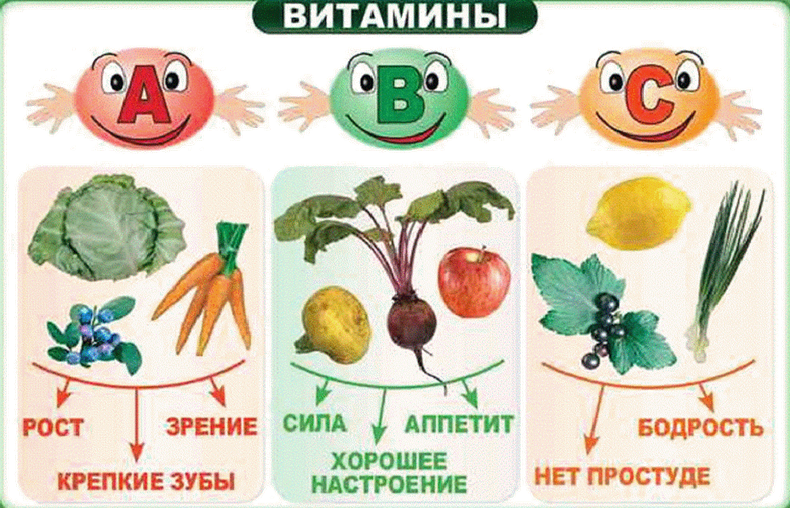 ВИТАМИНЫ
А
В
С
РОСТ
ЗРЕНИЕ
КРЕПКИЕ ЗУБЫ
СИЛА
АППЕТИТ
ХОРОШЕЕ
НАСТРОЕНИЕ
БОДРОСТЬ
НЕТ ПРОСТУДЕ